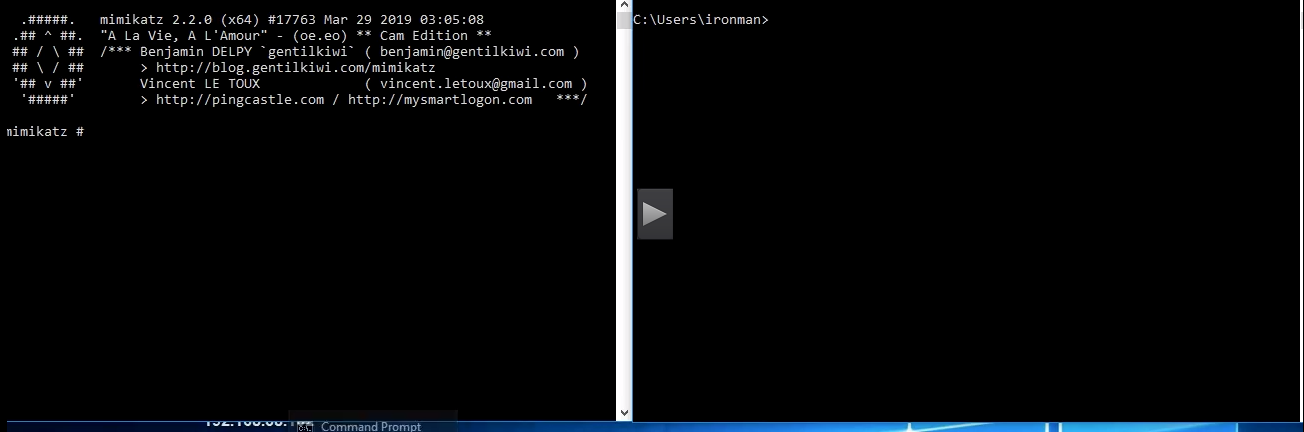 .#####.   mimikatz 2.2.0 (x64) #17763 Mar 29 2019 03:05:08
.## ^ ##.  "A La Vie, A L'Amour" - (oe.eo) ** Cam Edition **
## / \ ##  /*** Benjamin DELPY `gentilkiwi` ( benjamin@gentilkiwi.com )
## \ / ##       > http://blog.gentilkiwi.com/mimikatz
'## v ##'       Vincent LE TOUX             ( vincent.letoux@gmail.com )
'#####'        > http://pingcastle.com / http://mysmartlogon.com   ***/
mimikatz #
C:\Users\ironman>
Command Prompt